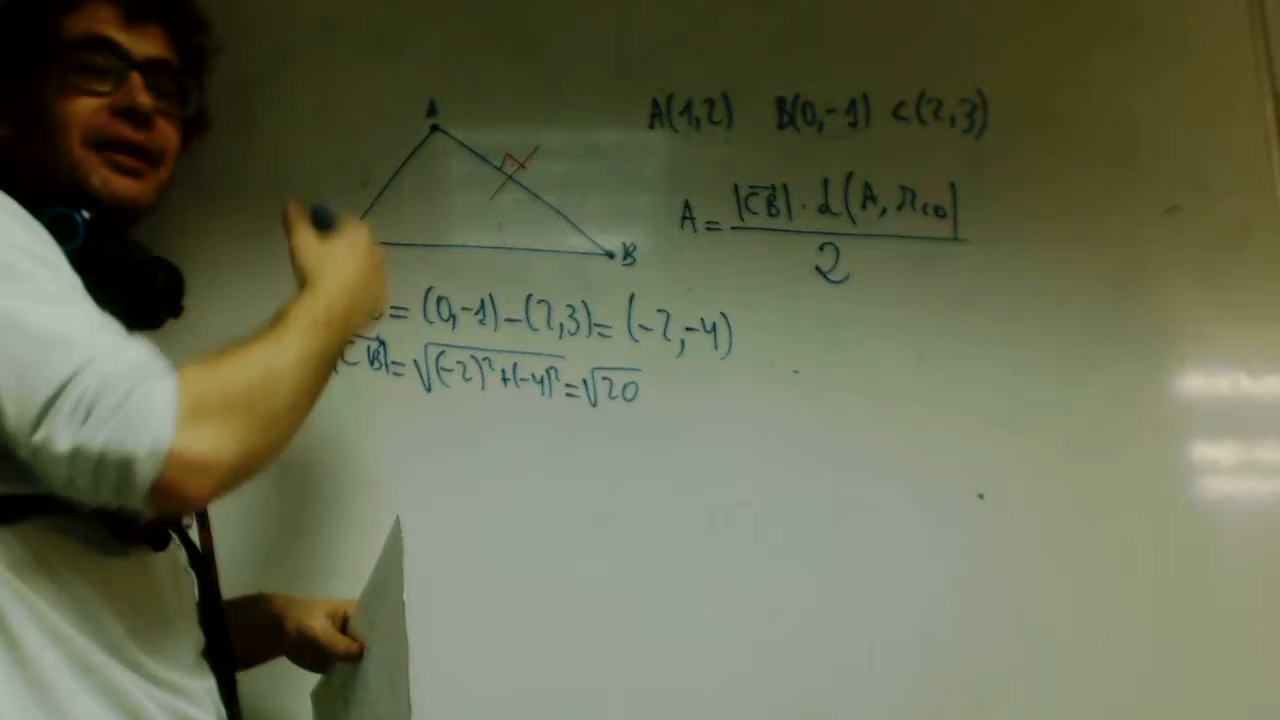 A
A(1,2) B(0,-1) C(2,3)
A = |CB|·d(A, r_CB) / 2
B
= (0,-1)-(2,3)= (-2,-4)
|CB|= √(-2)²+(-4)² = √20